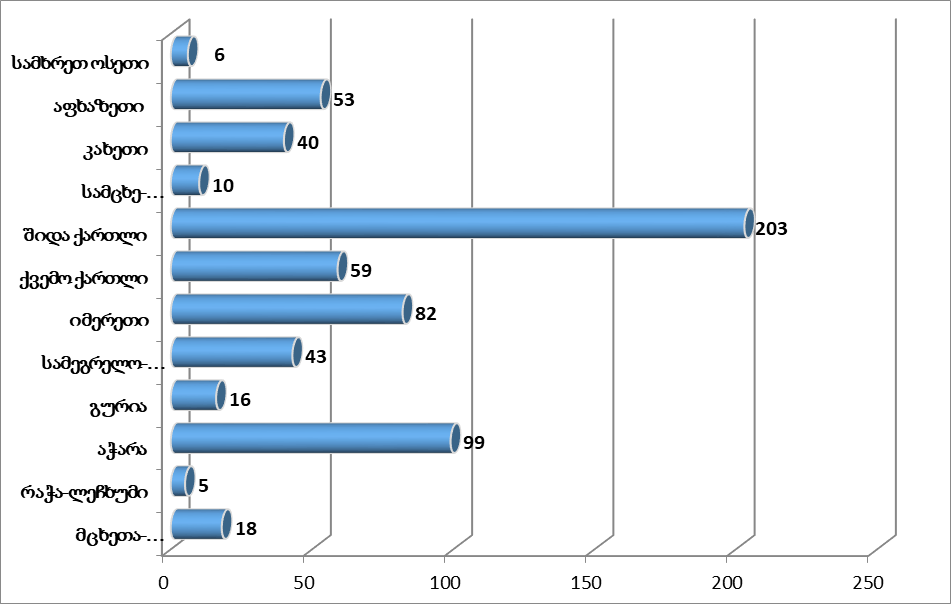 სამხრეთ ოსეთი 6
აფხაზეთი 53
კახეთი 40
სამცხე-... 10
შიდა ქართლი 203
ქვემო ქართლი 59
იმერეთი 82
სამეგრელო-... 43
გურია 16
აჭარა 99
რაჭა-ლეჩხუმი 5
მცხეთა-... 18
0 50 100 150 200 250